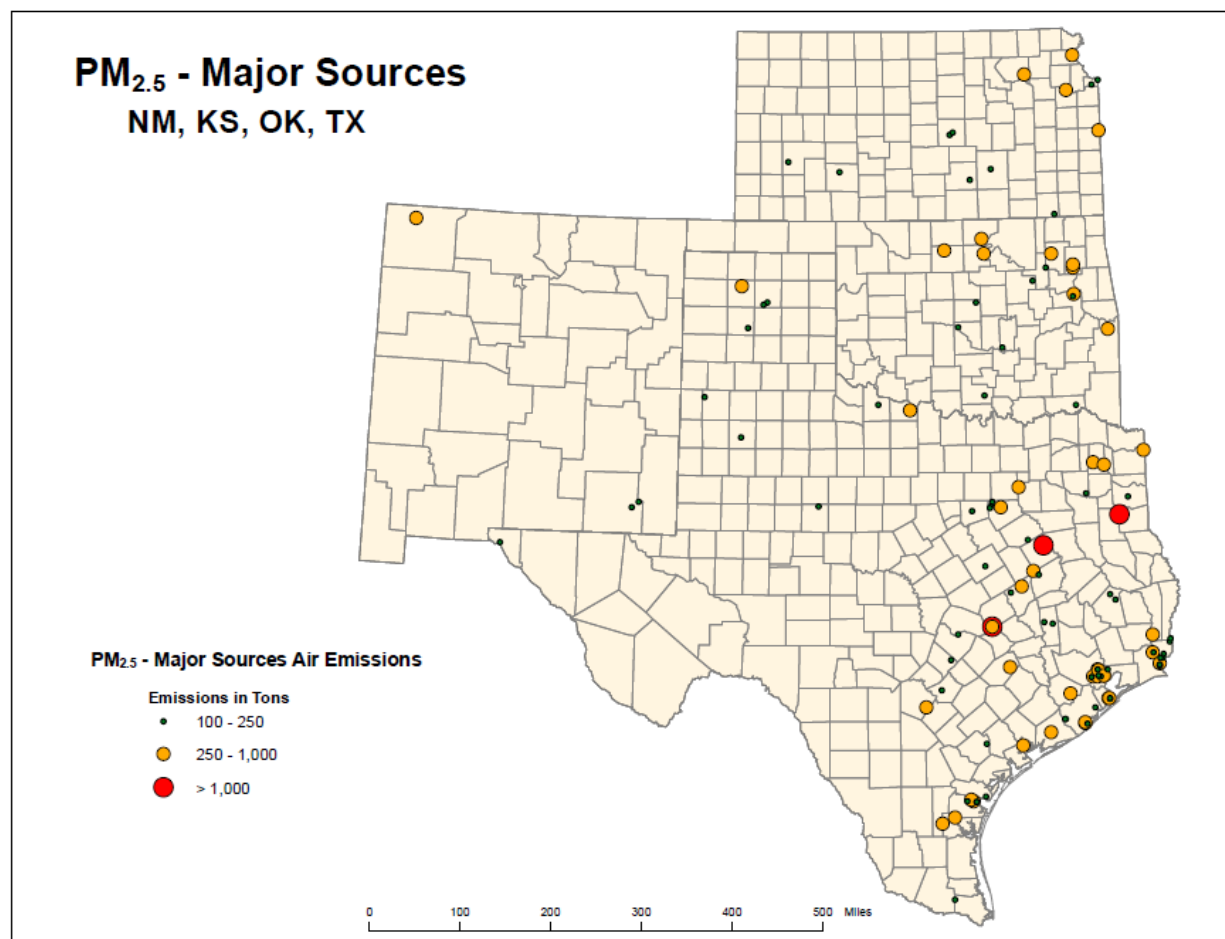 PM2.5 - Major Sources
NM, KS, OK, TX
PM2.5 - Major Sources Air Emissions
Emissions in Tons
100 - 250
250 - 1,000
> 1,000
0 100 200 300 400 500 Miles